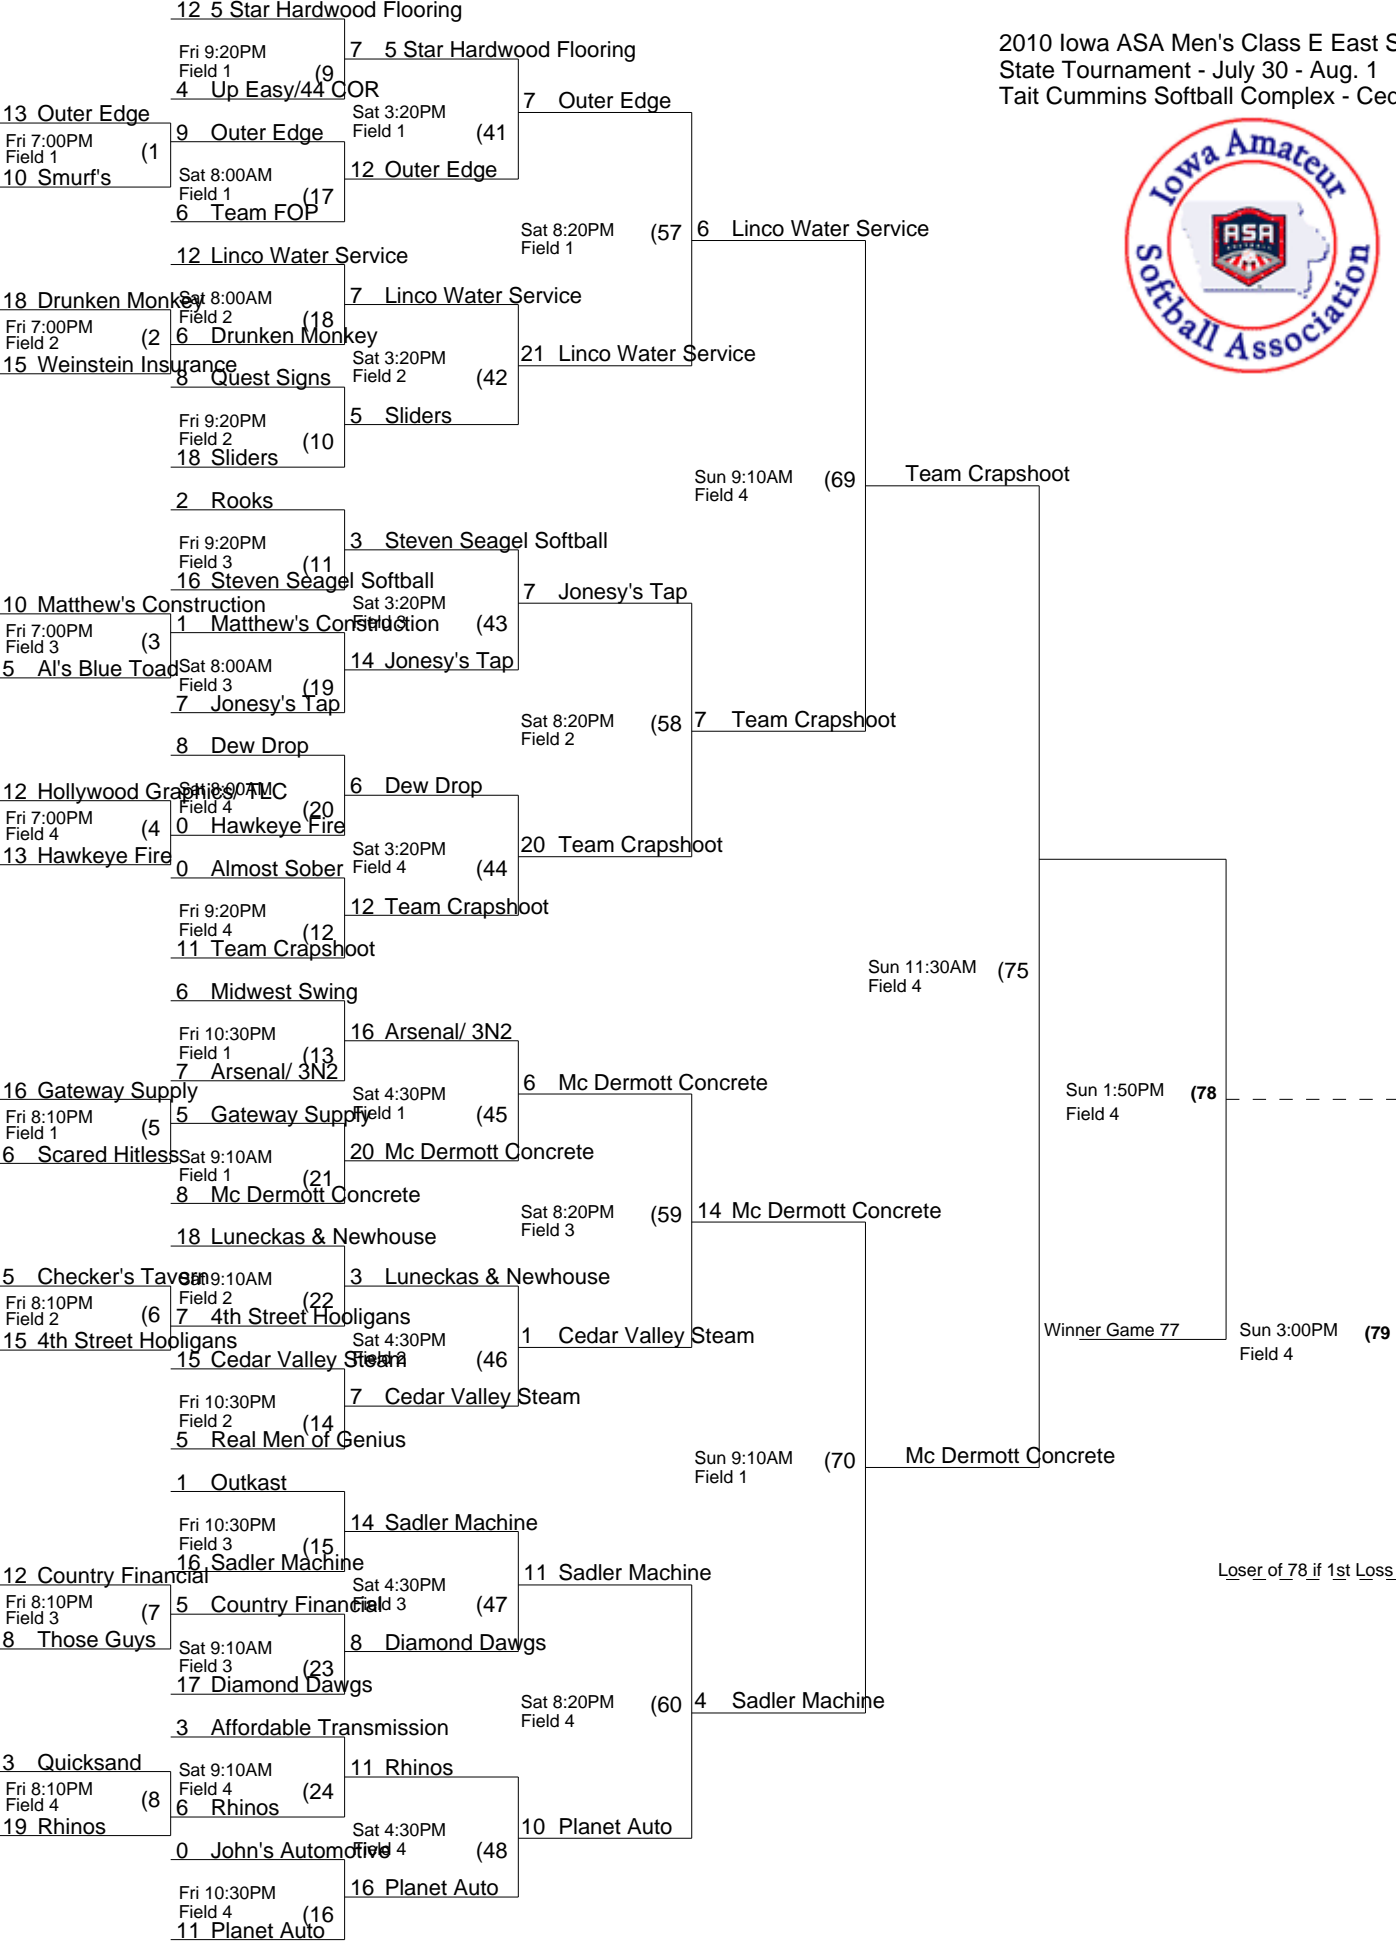 2010 Iowa ASA Men's Class E East S
State Tournament - July 30 - Aug. 1
Tait Cummins Softball Complex - Ced
Iowa Amateur
Softball Association
ASA
13 Outer Edge
Fri 7:00PM
Field 1 (1
10 Smurf's
18 Drunken Monkey
Fri 7:00PM
Field 2 (2
15 Weinstein Insurance
10 Matthew's Construction
Fri 7:00PM
Field 3 (3
5 Al's Blue Toad
12 Hollywood Graphics/ TLC
Fri 7:00PM
Field 4 (4
13 Hawkeye Fire
16 Gateway Supply
Fri 8:10PM
Field 1 (5
6 Scared Hitless
5 Checker's Tavern
Fri 8:10PM
Field 2 (6
15 4th Street Hooligans
12 Country Financial
Fri 8:10PM
Field 3 (7
8 Those Guys
3 Quicksand
Fri 8:10PM
Field 4 (8
19 Rhinos
12 5 Star Hardwood Flooring
Fri 9:20PM
Field 1 (9
4 Up Easy/44 COR
9 Outer Edge
Sat 8:00AM
Field 1 (17
6 Team FOP
12 Linco Water Service
Sat 8:00AM
Field 2 (18
6 Drunken Monkey
8 Quest Signs
Fri 9:20PM
Field 2 (10
18 Sliders
2 Rooks
Fri 9:20PM
Field 3 (11
16 Steven Seagel Softball
1 Matthew's Construction
Sat 8:00AM
Field 3 (19
7 Jonesy's Tap
8 Dew Drop
Sat 8:00AM
Field 4 (20
0 Hawkeye Fire
0 Almost Sober
Fri 9:20PM
Field 4 (12
11 Team Crapshoot
6 Midwest Swing
Fri 10:30PM
Field 1 (13
7 Arsenal/ 3N2
5 Gateway Supply
Sat 9:10AM
Field 1 (21
8 Mc Dermott Concrete
18 Luneckas & Newhouse
Sat 9:10AM
Field 2 (22
7 4th Street Hooligans
15 Cedar Valley Steam
Fri 10:30PM
Field 2 (14
5 Real Men of Genius
1 Outkast
Fri 10:30PM
Field 3 (15
16 Sadler Machine
5 Country Financial
Sat 9:10AM
Field 3 (23
17 Diamond Dawgs
3 Affordable Transmission
Sat 9:10AM
Field 4 (24
6 Rhinos
0 John's Automotive
Fri 10:30PM
Field 4 (16
11 Planet Auto
7 5 Star Hardwood Flooring
Sat 3:20PM
Field 1 (41
12 Outer Edge
7 Linco Water Service
Sat 3:20PM
Field 2 (42
5 Sliders
3 Steven Seagel Softball
Sat 3:20PM
Field 3 (43
14 Jonesy's Tap
6 Dew Drop
Sat 3:20PM
Field 4 (44
12 Team Crapshoot
16 Arsenal/ 3N2
Sat 4:30PM
Field 1 (45
20 Mc Dermott Concrete
3 Luneckas & Newhouse
Sat 4:30PM
Field 2 (46
7 Cedar Valley Steam
14 Sadler Machine
Sat 4:30PM
Field 3 (47
8 Diamond Dawgs
11 Rhinos
Sat 4:30PM
Field 4 (48
16 Planet Auto
7 Outer Edge
Sat 8:20PM
Field 1 (57
21 Linco Water Service
7 Jonesy's Tap
Sat 8:20PM
Field 2 (58
20 Team Crapshoot
6 Mc Dermott Concrete
Sat 8:20PM
Field 3 (59
1 Cedar Valley Steam
11 Sadler Machine
Sat 8:20PM
Field 4 (60
10 Planet Auto
6 Linco Water Service
Sun 9:10AM
Field 4 (69
7 Team Crapshoot
14 Mc Dermott Concrete
Sun 9:10AM
Field 1 (70
4 Sadler Machine
Team Crapshoot
Sun 11:30AM
Field 4 (75
Mc Dermott Concrete
Sun 1:50PM
Field 4 (78
Winner Game 77
Sun 3:00PM
Field 4 (79
Loser of 78 if 1st Loss